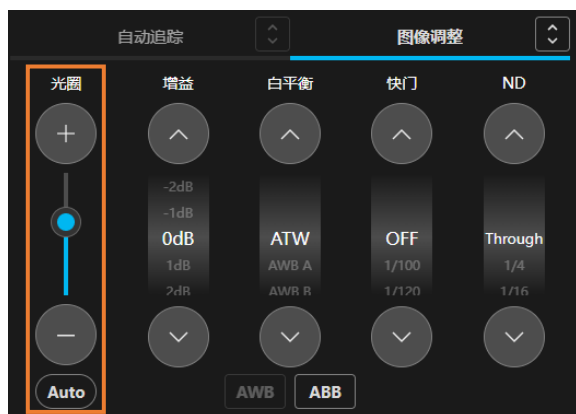 自动追踪 图像调整
光圈 增益 白平衡 快门 ND
-2dB
-1dB
0dB ATW OFF Through
1dB AWB A 1/100 1/4
2dB AWB B 1/120 1/16
Auto AWB ABB